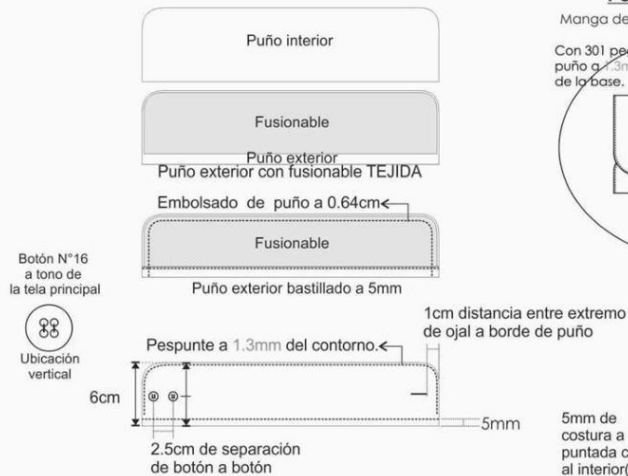 Puño interior
Fusionable
Puño exterior
Puño exterior con fusionable TEJIDA
Embolsado de puño a 0.64cm
Fusionable
Puño exterior bastillado a 5mm
Botón N°16
a tono de
la tela principal
Ubicación
vertical
Pespunte a 1.3mm del contorno.
1cm distancia entre extremo
de ojal a borde de puño
6cm
5mm
2.5cm de separación
de botón a botón
Manga de
Con 301
puño a 1.3m
de la base.
5mm de
costura a
puntada
al interior